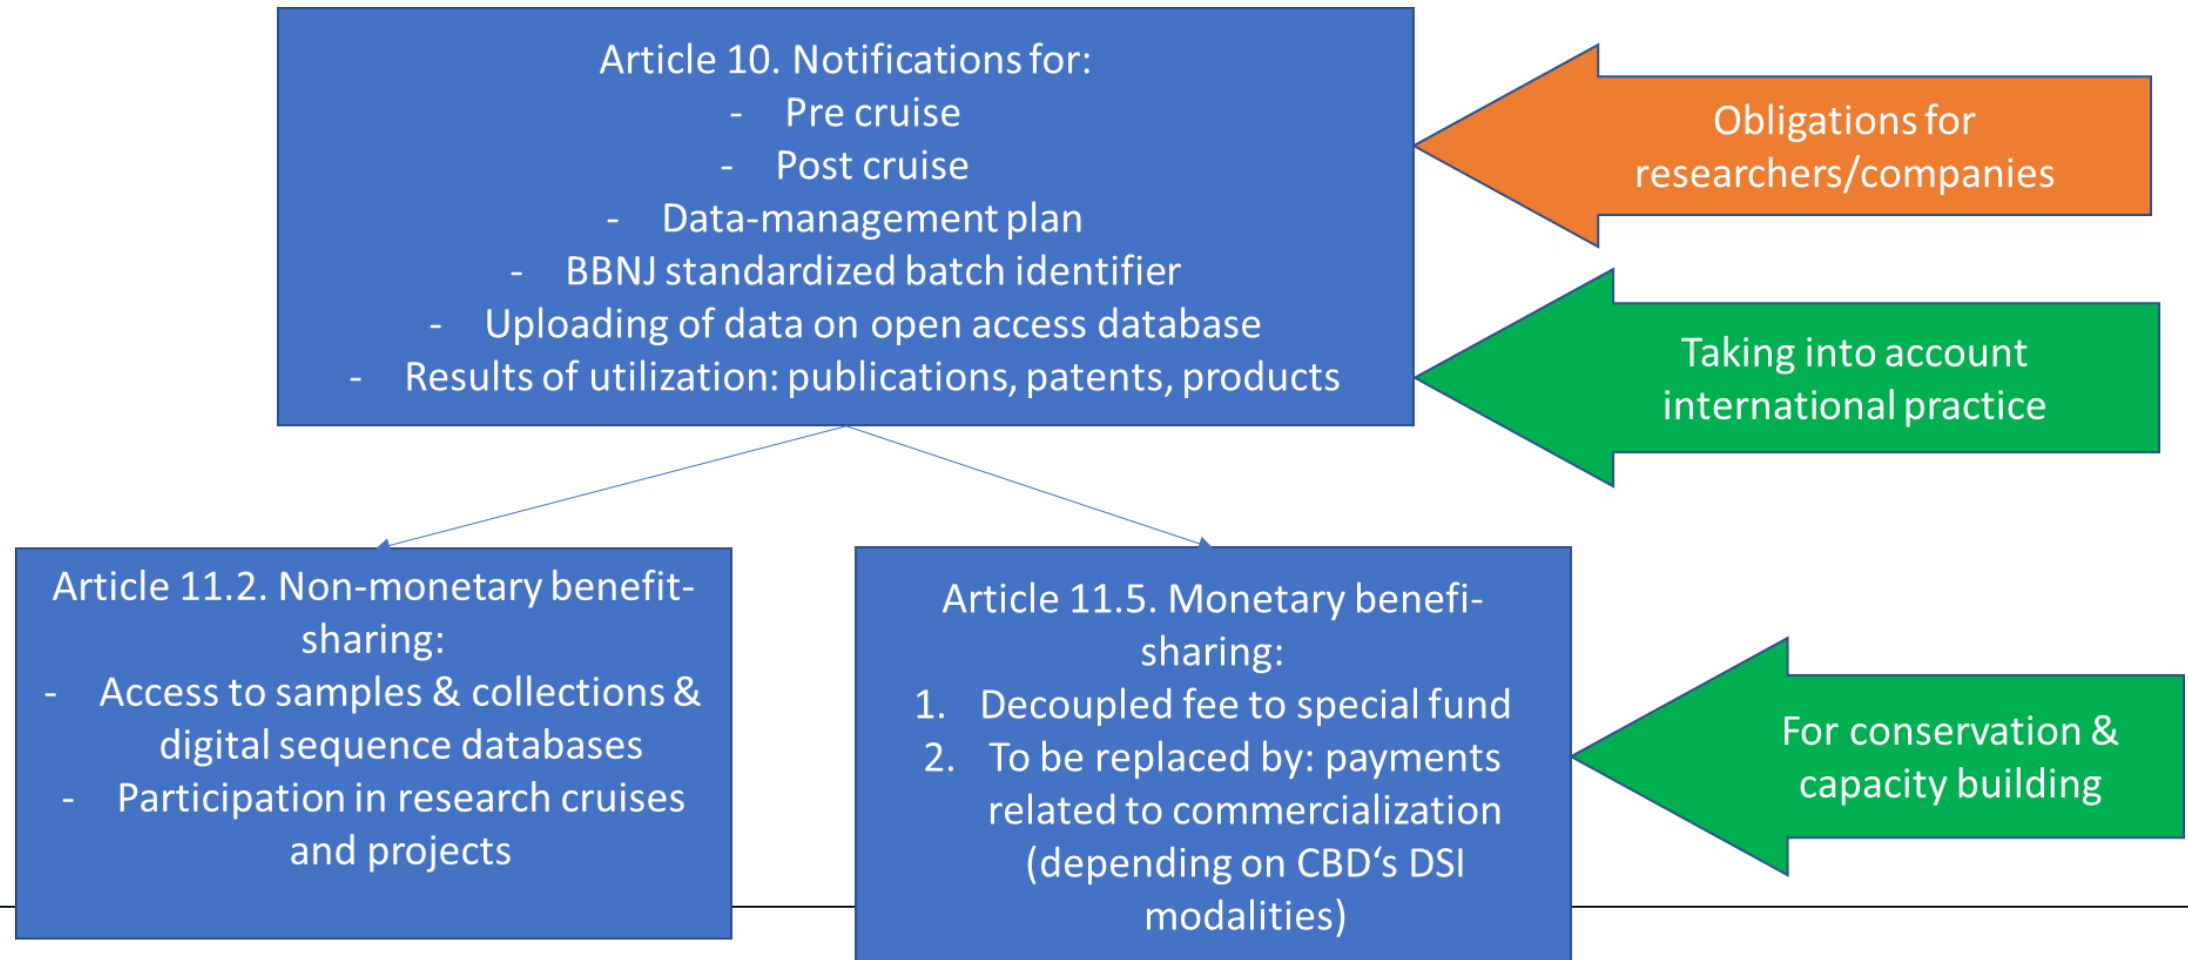 Article 10. Notifications for:
- Pre cruise
- Post cruise
- Data-management plan
- BBNJ standardized batch identifier
- Uploading of data on open access database
- Results of utilization: publications, patents, products
Obligations for
researchers/companies
Taking into account
international practice
Article 11.2. Non-monetary benefit-
sharing:
- Access to samples & collections &
digital sequence databases
- Participation in research cruises
and projects
Article 11.5. Monetary benefi-
sharing:
1. Decoupled fee to special fund
2. To be replaced by: payments
related to commercialization
(depending on CBD‘s DSI
modalities)
For conservation &
capacity building